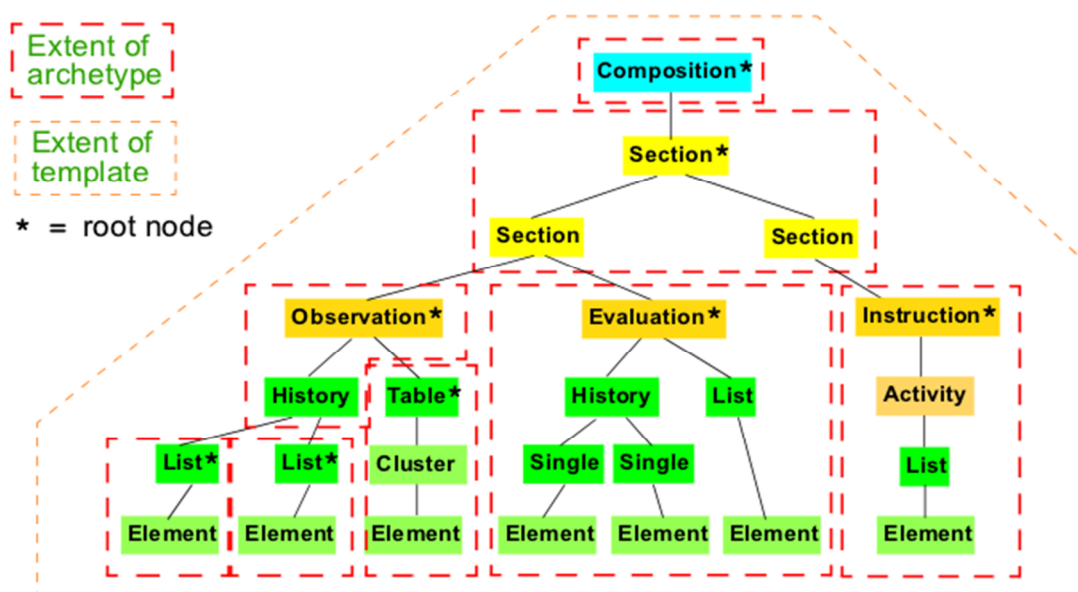 Extent of
archetype
Extent of
template
* = root node
Composition*
Section*
Section
Section
Observation*
Evaluation*
Instruction*
History
Table*
History
List
Activity
List*
List*
Cluster
Single
Single
List
Element
Element
Element
Element
Element
Element
Element